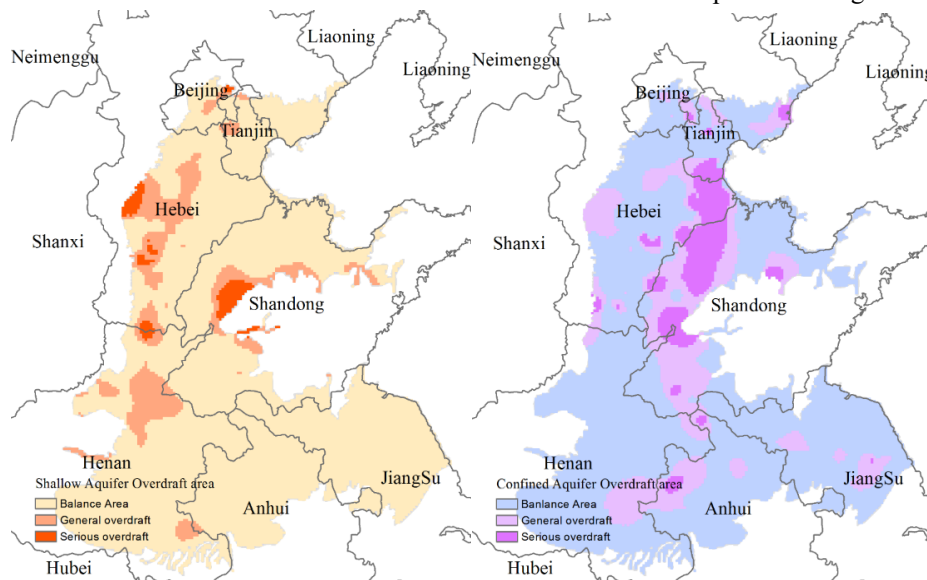 Liaoning
Neimenggu
Liaoning
Beijing
Tianjin
Hebei
Shanxi
Shandong
Henan
Shallow Aquifer Overdraft area
Balance Area
General overdraft
Serious overdraft
JiangSu
Anhui
Hubei
Liaoning
Neimenggu
Liaoning
Beijing
Tianjin
Hebei
Shanxi
Shandong
Henan
Confined Aquifer Overdraft area
Banlance Area
General overdraft
Serious overdraft
JiangSu
Anhui
Hubei